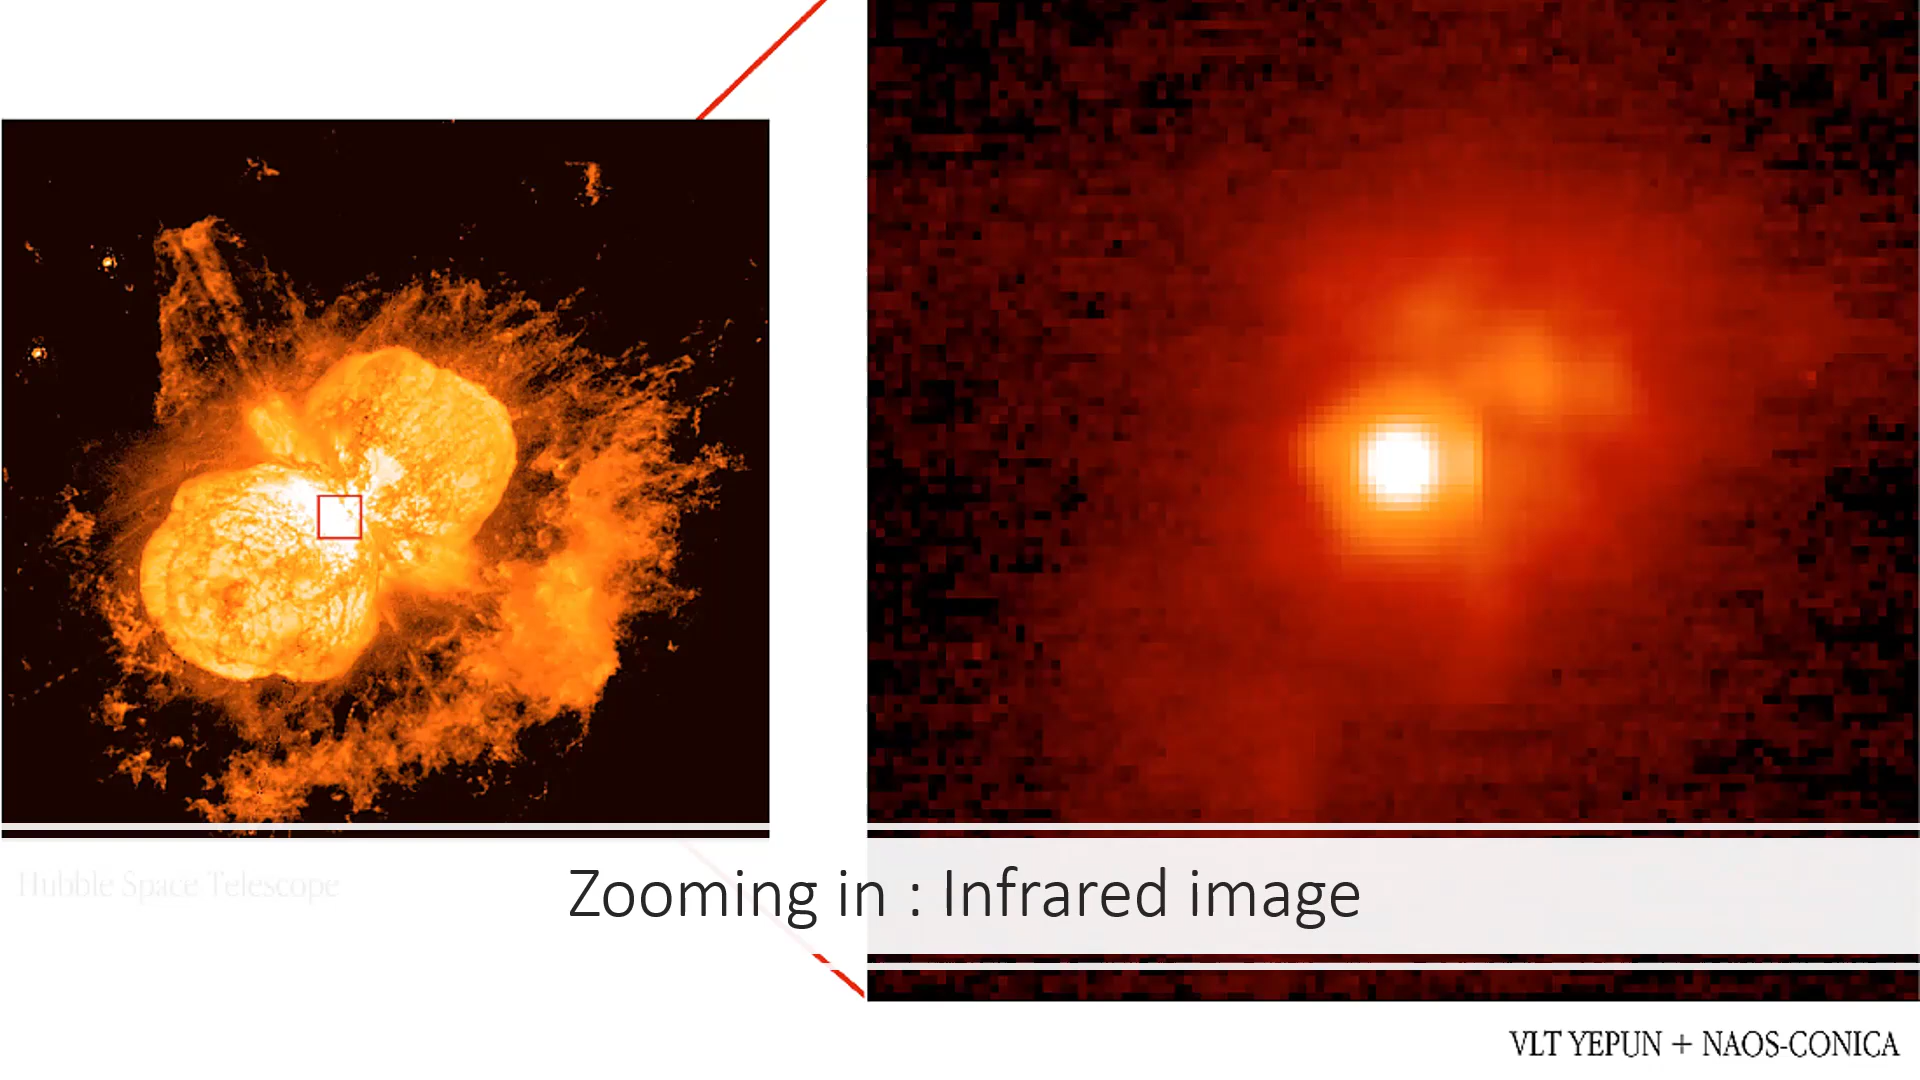 Hubble Space Telescope
Zooming in : Infrared image
VLT YEPUN + NAOS-CONICA